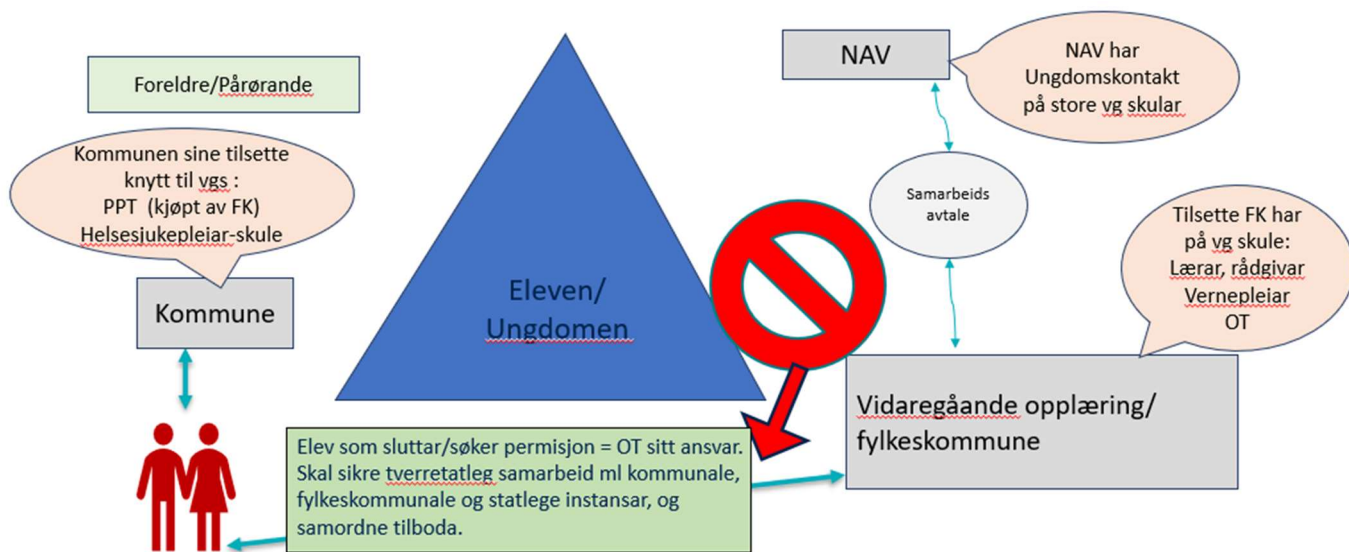 Foreldre/Pårørande
Kommunen sine tilsette
knytt til vgs :
PPT  (kjøpt av FK)
Helsesjukepleiar-skule
Kommune
Eleven/
Ungdomen
NAV
NAV har
Ungdomskontakt
på store vg skular
Samarbeids
avtale
Tilsette FK har
på vg skule:
Lærar, rådgivar
Vernepleiar
OT
Vidaregåande opplæring/
fylkeskommune
Elev som sluttar/søker permisjon = OT sitt ansvar.
Skal sikre tverretatleg samarbeid ml kommunale,
fylkeskommunale og statlege instansar, og
samordne tilboda.